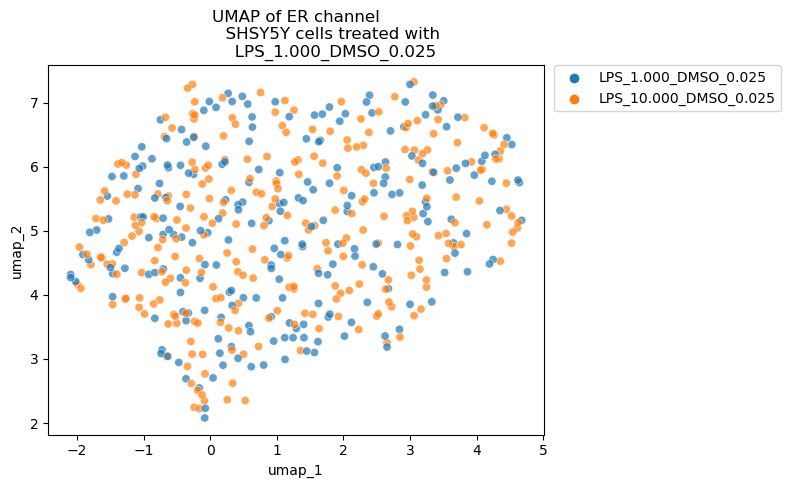 UMAP of ER channel
SHSY5Y cells treated with
LPS_1.000_DMSO_0.025
LPS_1.000_DMSO_0.025
LPS_10.000_DMSO_0.025
7
6
5
4
3
2
umap_2
−2
−1
0
1
2
3
4
5
umap_1